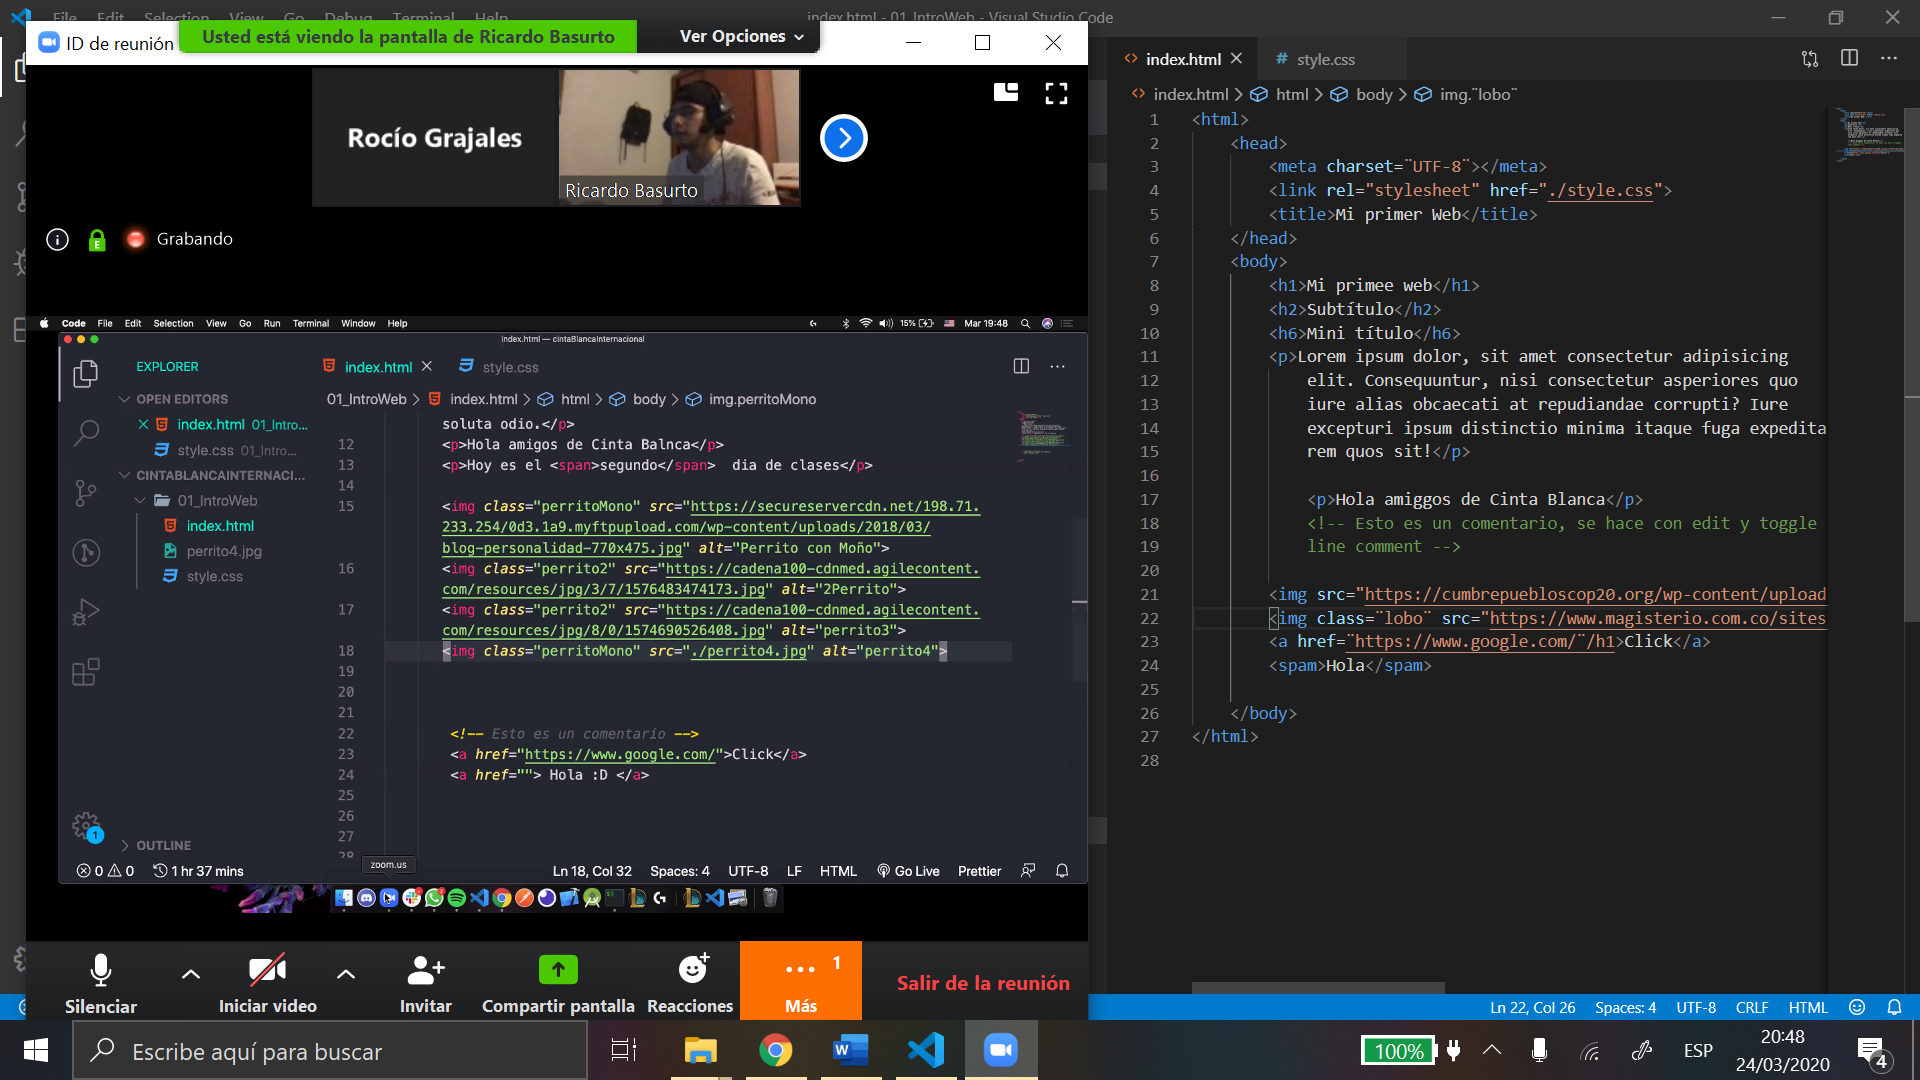 File Edit Selection View Go Debug Terminal Help
index.html - 01_IntroWeb - Visual Studio Code
ID de reunión
Usted está viendo la pantalla de Ricardo Basurto
Ver Opciones
Rocío Grajales
Ricardo Basurto
Grabando
Code File Edit Selection View Go Run Terminal Window Help
15%
Mar 19:48
index.html — cintaBlancaInternacional
EXPLORER
index.html
style.css
OPEN EDITORS
index.html 01_Intro...
style.css 01_Intro...
CINTABLANCAINTERNACI...
01_IntroWeb
index.html
perrito4.jpg
style.css
OUTLINE
1
01_IntroWeb > index.html > html > body > img.perritoMono
soluta odio.</p>
12 <p>Hola amigos de Cinta Balnca</p>
13 <p>Hoy es el <span>segundo</span>  dia de clases</p>
14
15 <img class="perritoMono" src="https://secureservercdn.net/198.71.
233.254/0d3.1a9.myftpupload.com/wp-content/uploads/2018/03/
blog-personalidad-770x475.jpg" alt="Perrito con Moño">
16 <img class="perrito2" src="https://cadena100-cdnmed.agilecontent.
com/resources/jpg/3/7/1576483474173.jpg" alt="2Perrito">
17 <img class="perrito2" src="https://cadena100-cdnmed.agilecontent.
com/resources/jpg/8/0/1574690526408.jpg" alt="perrito3">
18 <img class="perritoMono" src="./perrito4.jpg" alt="perrito4">
19
20
21
22 <!-- Esto es un comentario -->
23 <a href="https://www.google.com/">Click</a>
24 <a href=""> Hola :D </a>
25
26
27
28
0 0 1 hr 37 mins
zoom.us
Ln 18, Col 32 Spaces: 4 UTF-8 LF HTML Go Live Prettier
Silenciar
Iniciar video
Invitar
Compartir pantalla
Reacciones
1
Más
Salir de la reunión
index.html
style.css
index.html > html > body > img.¨lobo¨
1 <html>
2 <head>
3 <meta charset=¨UTF-8¨></meta>
4 <link rel="stylesheet" href="./style.css">
5 <title>Mi primer Web</title>
6 </head>
7 <body>
8 <h1>Mi primee web</h1>
9 <h2>Subtítulo</h2>
10 <h6>Mini título</h6>
11 <p>Lorem ipsum dolor, sit amet consectetur adipisicing
12 elit. Consequuntur, nisi consectetur asperiores quo
13 iure alias obcaecati at repudiandae corrupti? Iure
14 excepturi ipsum distinctio minima itaque fuga expedita
15 rem quos sit!</p>
16
17 <p>Hola amiggos de Cinta Blanca</p>
18 <!-- Esto es un comentario, se hace con edit y toggle
19 line comment -->
20
21 <img src="https://cumbrepuebloscop20.org/wp-content/upload
22 <img class=¨lobo¨ src="https://www.magisterio.com.co/sites
23 <a href=¨https://www.google.com/¨/h1>Click</a>
24 <spam>Hola</spam>
25
26 </body>
27 </html>
28
Ln 22, Col 26 Spaces: 4 UTF-8 CRLF HTML
Escribe aquí para buscar
100%
ESP
20:48
24/03/2020
4